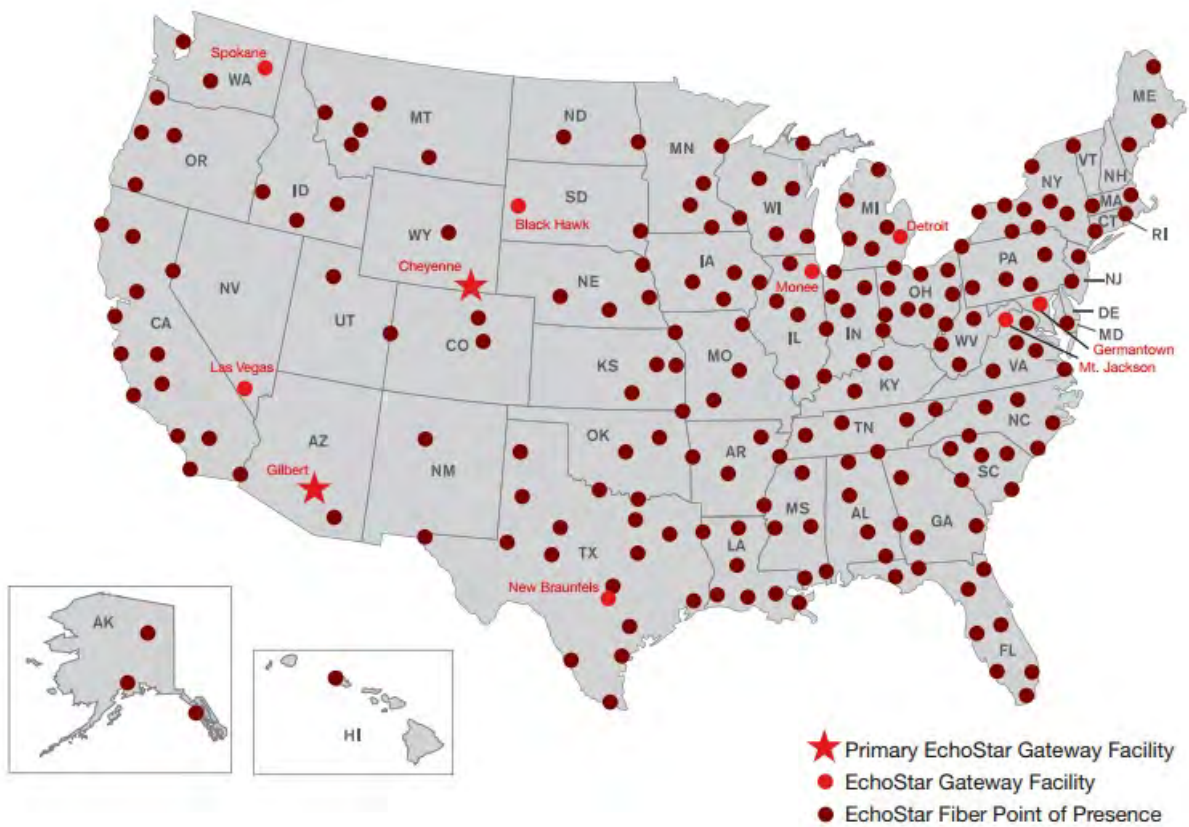 Spokane
WA
MT
ND
MN
ME
VT
NH
NY
MA
CT
RI
OR
ID
SD
Black Hawk
WI
MI
Detroit
WY
Cheyenne
IA
Monee
PA
NJ
NE
OH
DE
MD
NV
UT
CA
CO
IL
IN
WV
Germantown
Mt. Jackson
VA
KS
MO
KY
Las Vegas
AZ
NM
OK
AR
TN
NC
SC
Gilbert
MS
AL
GA
TX
LA
New Braunfels
FL
AK
HI
Primary EchoStar Gateway Facility
EchoStar Gateway Facility
EchoStar Fiber Point of Presence